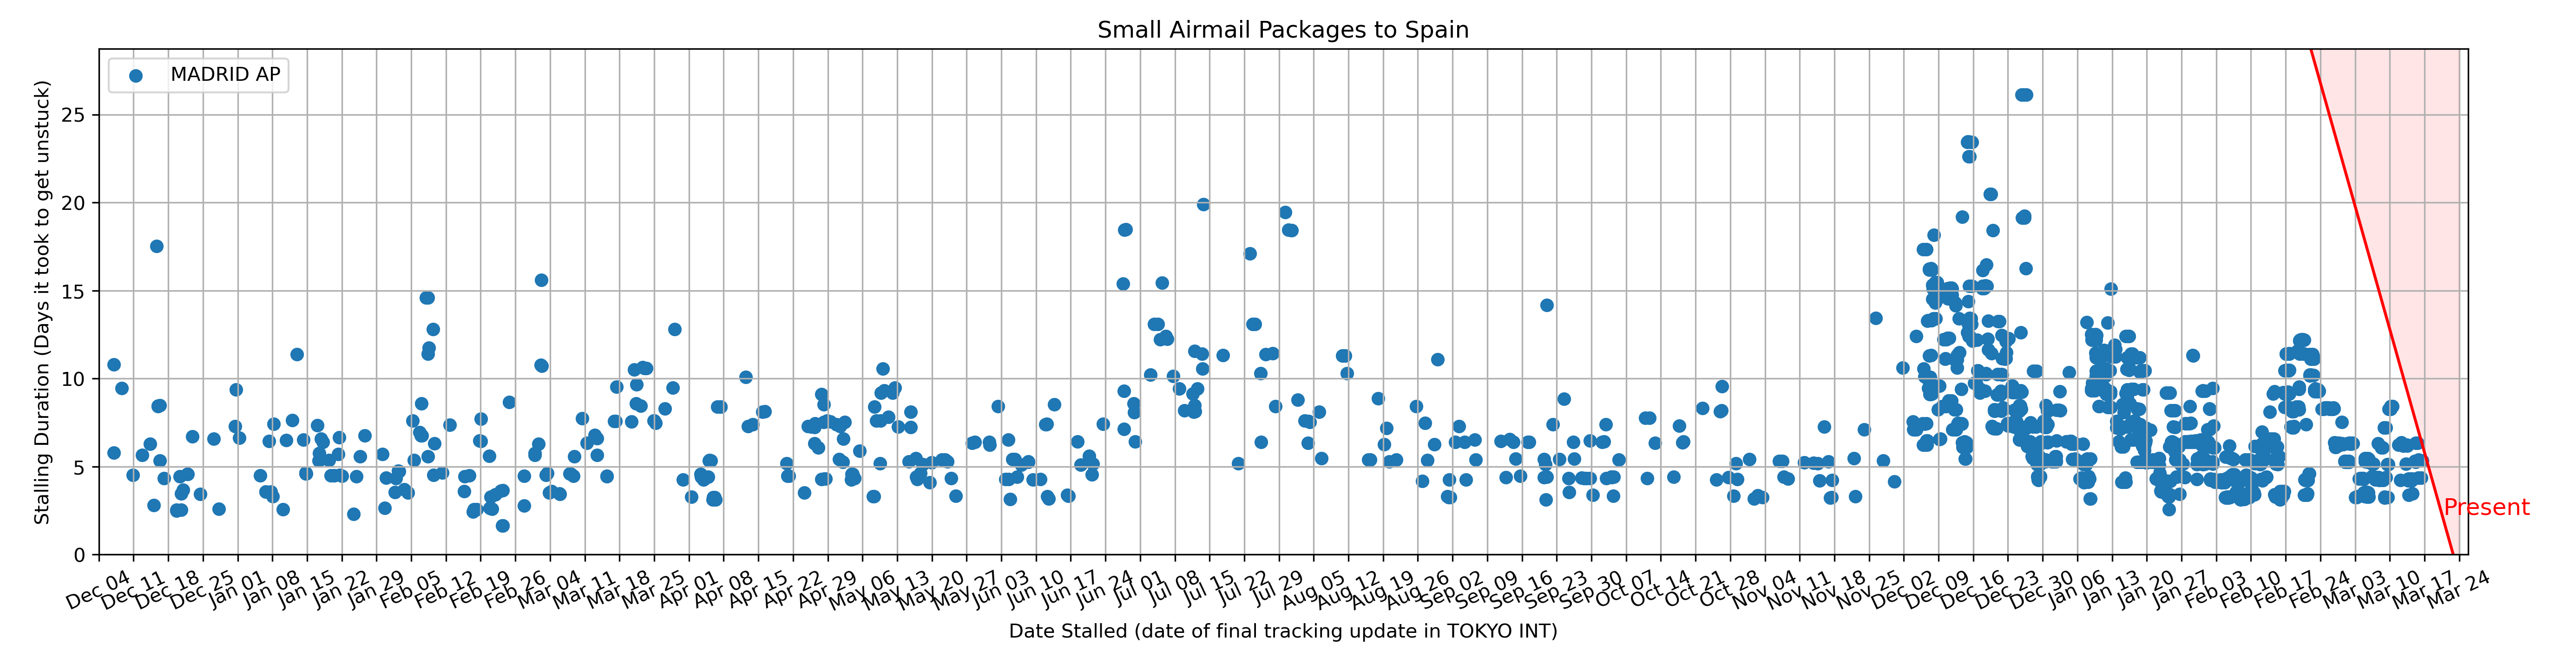 Small Airmail Packages to Spain
MADRID AP
Stalling Duration (Days it took to get unstuck)
25
20
15
10
5
0
Present
Dec 04 Dec 11 Dec 18 Dec 25 Jan 01 Jan 08 Jan 15 Jan 22 Jan 29 Feb 05 Feb 12 Feb 19 Feb 26 Mar 04 Mar 11 Mar 18 Mar 25 Apr 01 Apr 08 Apr 15 Apr 22 Apr 29 May 06 May 13 May 20 May 27 Jun 03 Jun 10 Jun 17 Jun 24 Jul 01 Jul 08 Jul 15 Jul 22 Jul 29 Aug 05 Aug 12 Aug 19 Aug 26 Sep 02 Sep 09 Sep 16 Sep 23 Sep 30 Oct 07 Oct 14 Oct 21 Oct 28 Nov 04 Nov 11 Nov 18 Nov 25 Dec 02 Dec 09 Dec 16 Dec 23 Dec 30 Jan 06 Jan 13 Jan 20 Jan 27 Feb 03 Feb 10 Feb 17 Feb 24 Mar 03 Mar 10 Mar 17 Mar 24
Date Stalled (date of final tracking update in TOKYO INT)